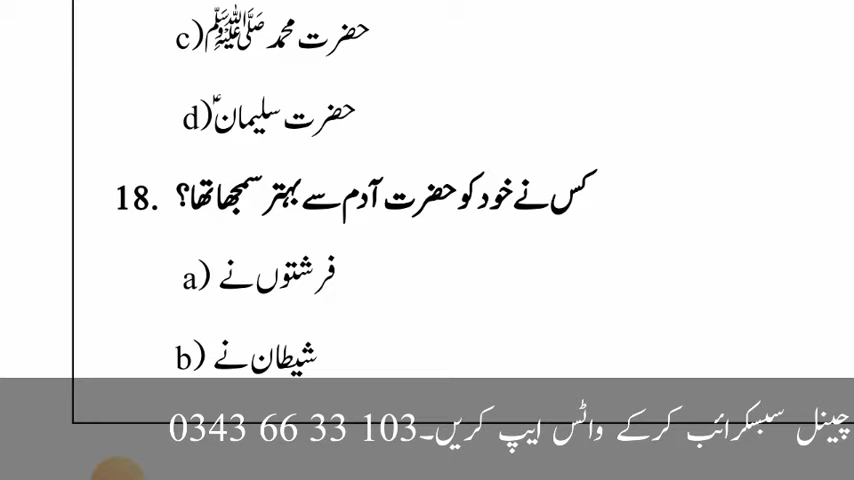 c) حضرت محمد ﷺ
d) حضرت سلیمانؑ
18. کس نے خود کو حضرت آدم سے بہتر سمجھا تھا؟
a) فرشتوں نے
b) شیطان نے
چینل سبسکرائب کرکے واٹس ایپ کریں۔103 33 66 0343